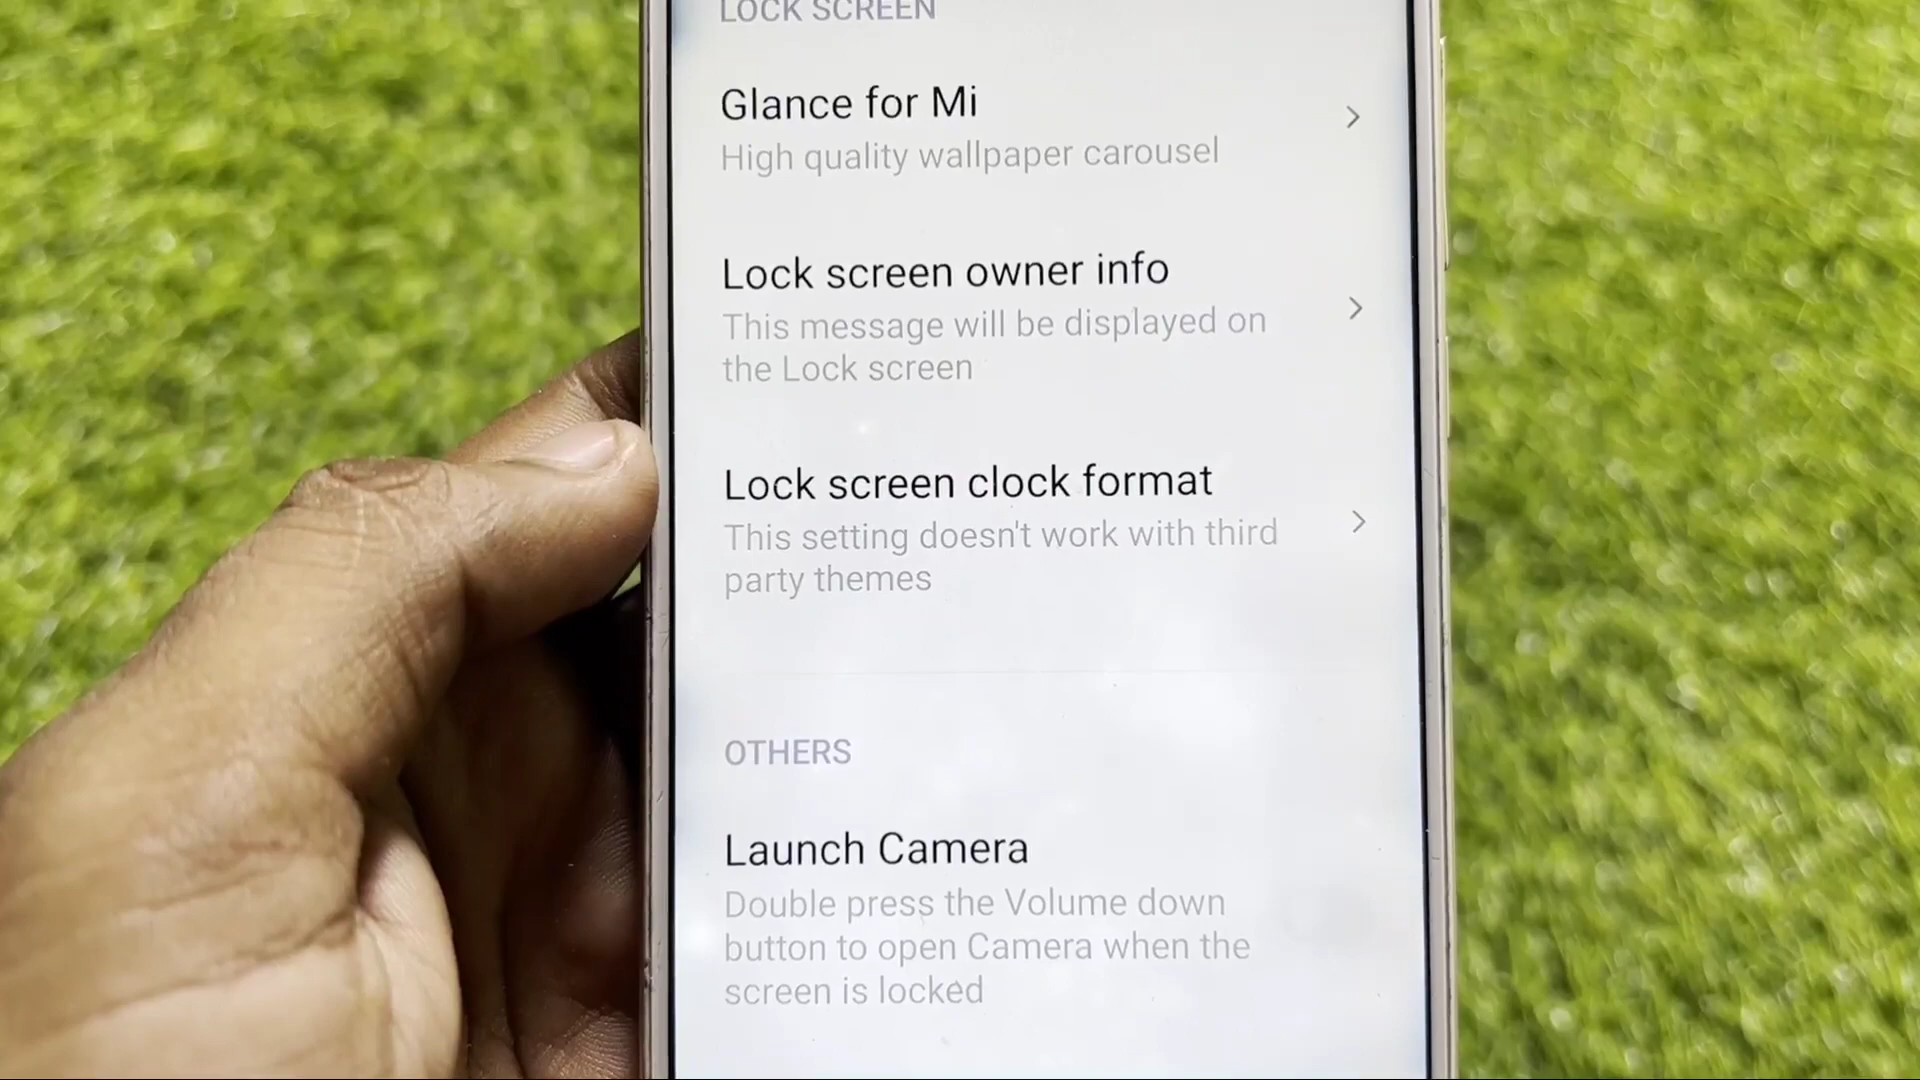 LOCK SCREEN
Glance for Mi
High quality wallpaper carousel
Lock screen owner info
This message will be displayed on
the Lock screen
Lock screen clock format
This setting doesn't work with third
party themes
OTHERS
Launch Camera
Double press the Volume down
button to open Camera when the
screen is locked